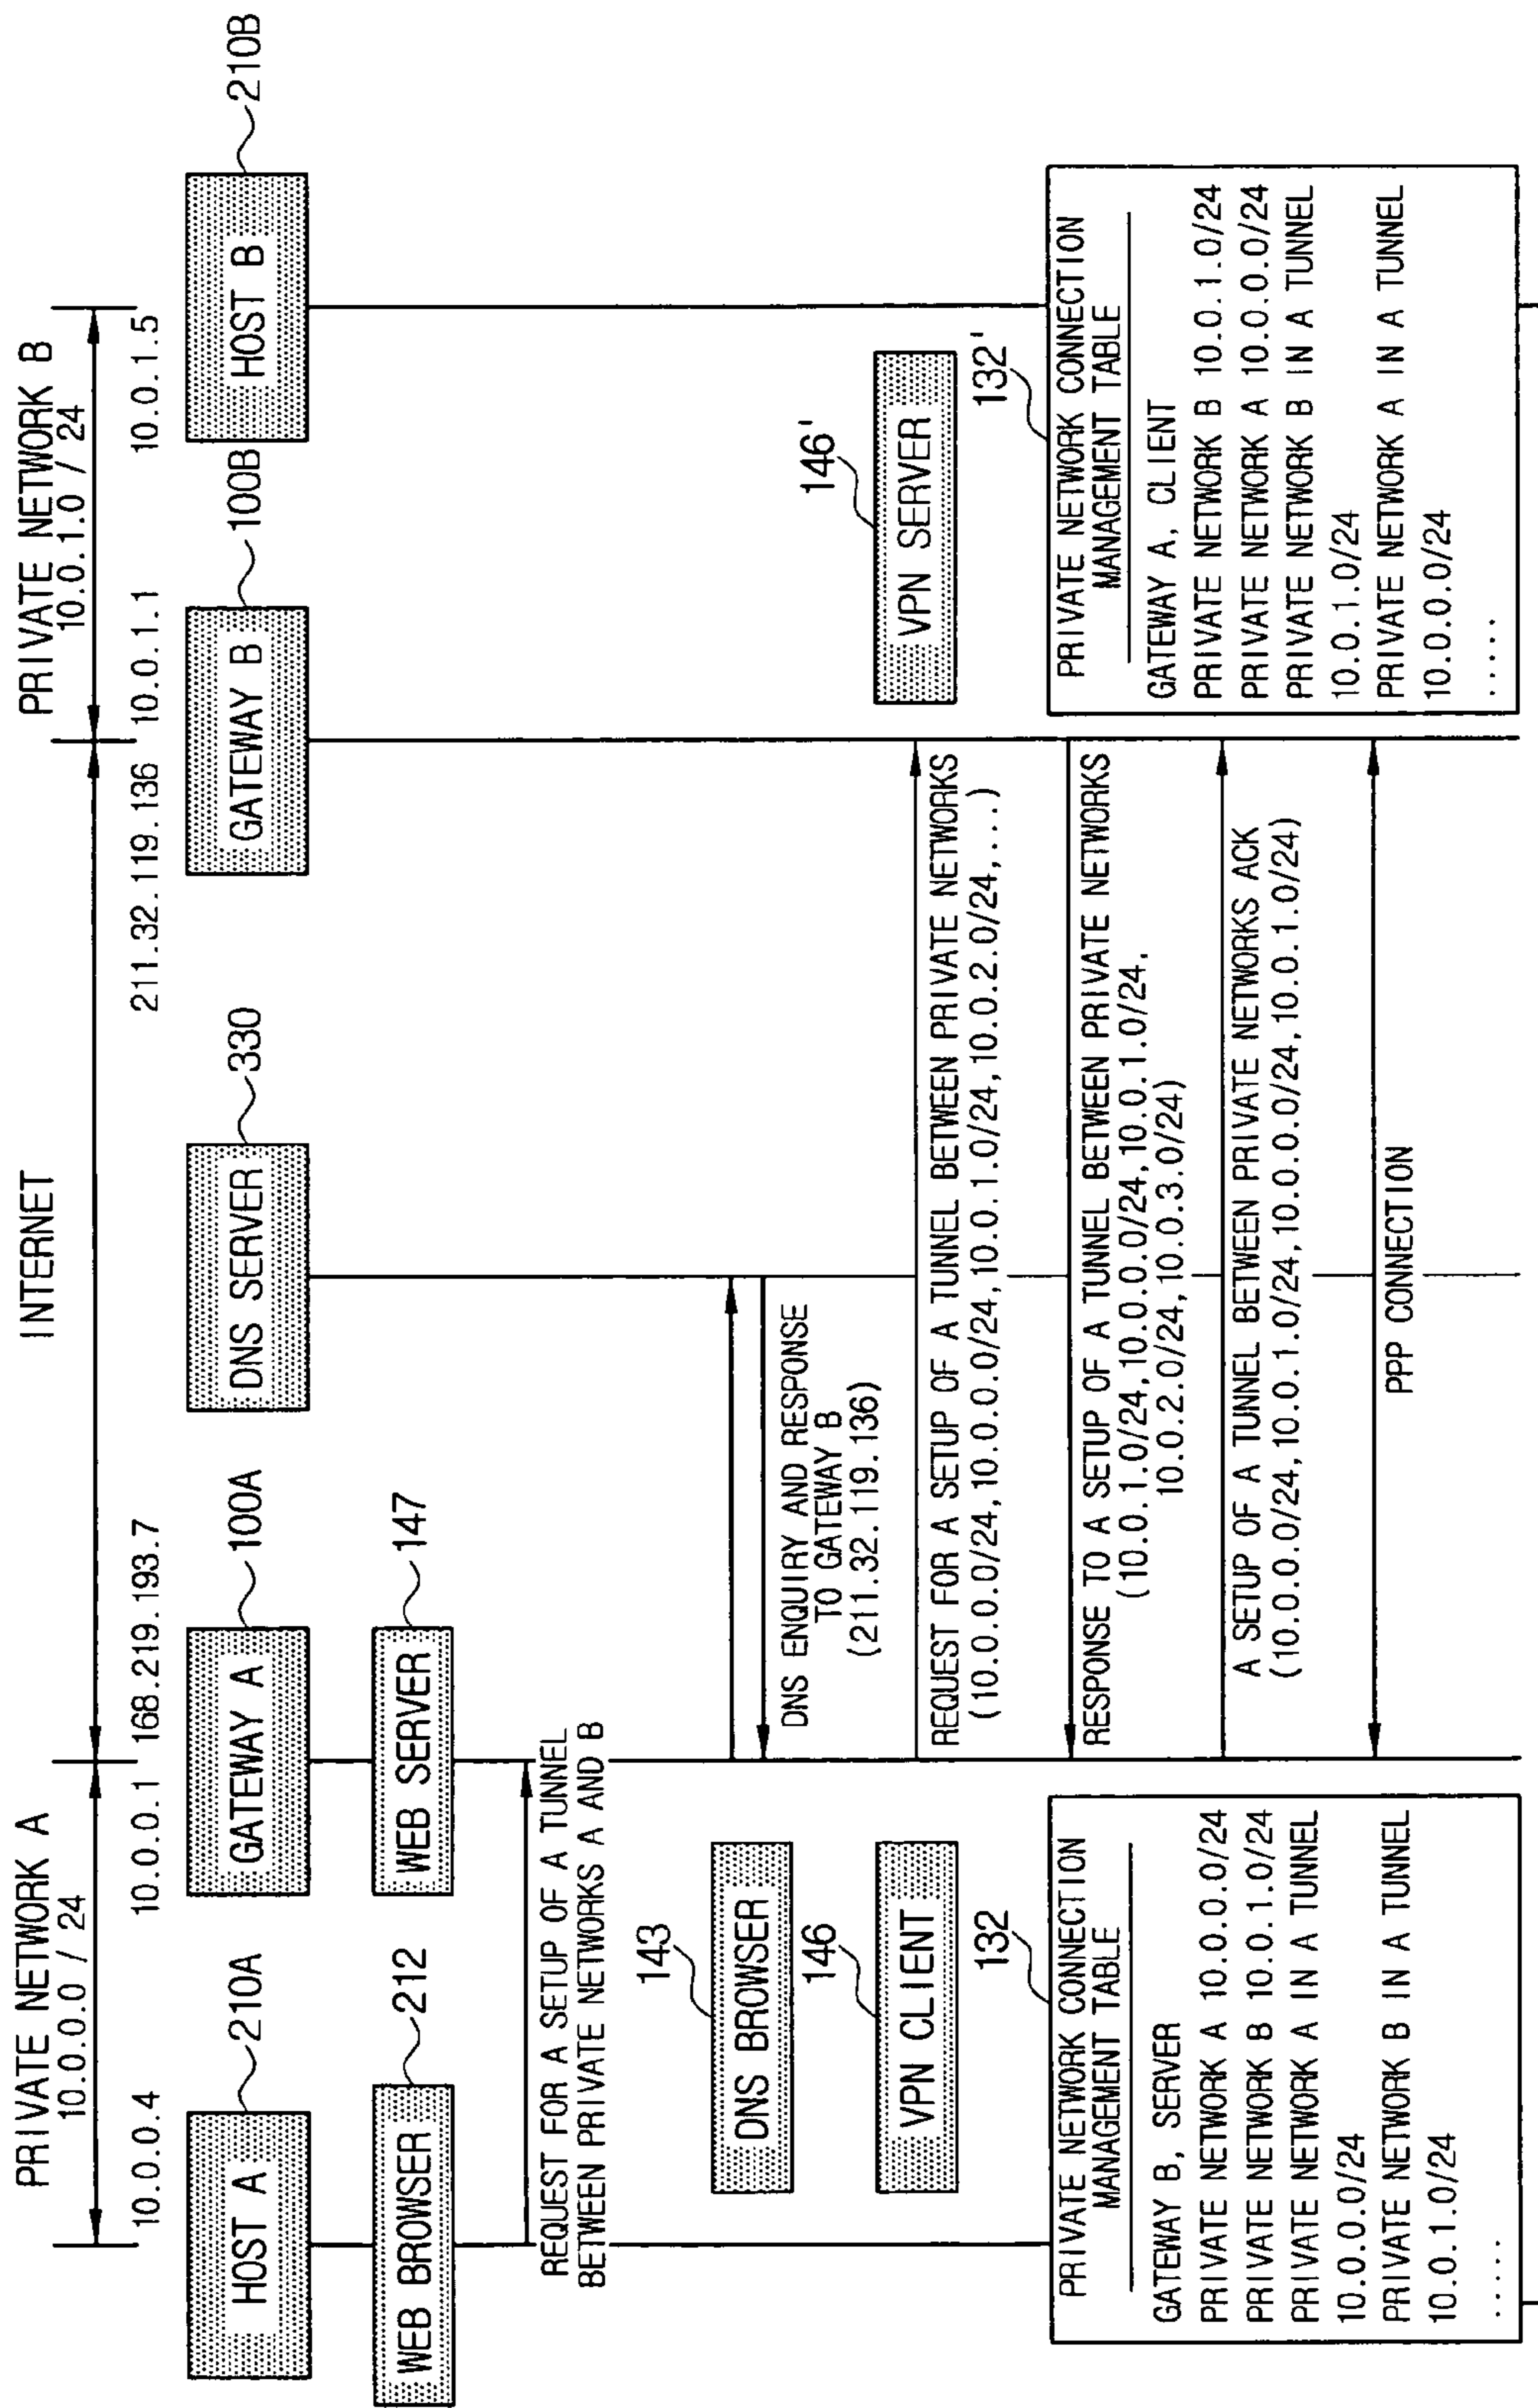 PRIVATE NETWORK A
10.0.0.0 / 24
INTERNET
PRIVATE NETWORK B
10.0.1.0 / 24
10.0.0.4
10.0.0.1
168.219.193.7
211.32.119.136
10.0.1.1
10.0.1.5
HOST A
210A
GATEWAY A
100A
DNS SERVER
330
GATEWAY B
100B
HOST B
210B
WEB BROWSER
212
WEB SERVER
147
REQUEST FOR A SETUP OF A TUNNEL
BETWEEN PRIVATE NETWORKS A AND B
DNS BROWSER
143
DNS ENQUIRY AND RESPONSE
TO GATEWAY B
(211.32.119.136)
VPN CLIENT
146
VPN SERVER
146'
REQUEST FOR A SETUP OF A TUNNEL BETWEEN PRIVATE NETWORKS
(10.0.0.0/24,10.0.0.0/24,10.0.1.0/24,10.0.2.0/24,...)
RESPONSE TO A SETUP OF A TUNNEL BETWEEN PRIVATE NETWORKS
(10.0.1.0/24,10.0.0.0/24,10.0.1.0/24,
10.0.2.0/24,10.0.3.0/24)
A SETUP OF A TUNNEL BETWEEN PRIVATE NETWORKS ACK
(10.0.0.0/24,10.0.1.0/24,10.0.0.0/24,10.0.1.0/24)
PPP CONNECTION
132
PRIVATE NETWORK CONNECTION
MANAGEMENT TABLE
GATEWAY B, SERVER
PRIVATE NETWORK A 10.0.0.0/24
PRIVATE NETWORK B 10.0.1.0/24
PRIVATE NETWORK A IN A TUNNEL
10.0.0.0/24
PRIVATE NETWORK B IN A TUNNEL
10.0.1.0/24
.....
132'
PRIVATE NETWORK CONNECTION
MANAGEMENT TABLE
GATEWAY A, CLIENT
PRIVATE NETWORK B 10.0.1.0/24
PRIVATE NETWORK A 10.0.0.0/24
PRIVATE NETWORK B IN A TUNNEL
10.0.1.0/24
PRIVATE NETWORK A IN A TUNNEL
10.0.0.0/24
.....